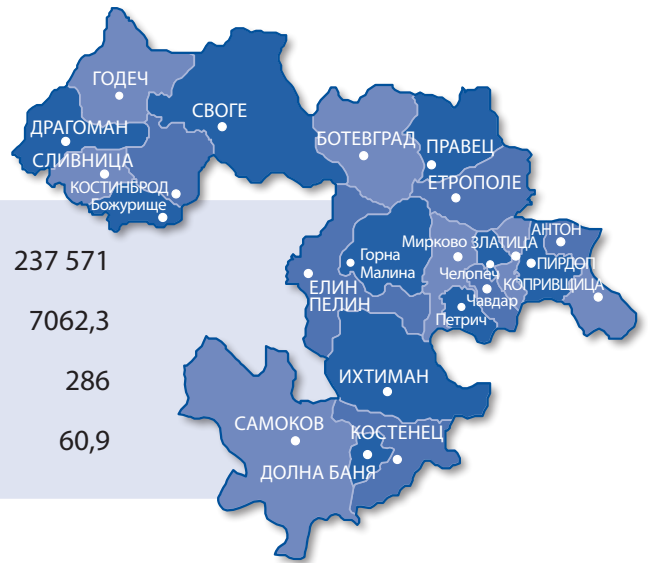 ГОДЕЧ
СВОГЕ
ДРАГОМАН
БОТЕВГРАД
ПРАВЕЦ
СЛИВНИЦА
ЕТРОПОЛЕ
КОСТИНБРОД
Божурище
АНТОН
Мирково ЗЛАТИЦА
237 571
Горна
Малина
Челопеч
ПИРДОП
КОПРИВЩИЦА
ЕЛИН
ПЕЛИН
Чавдар
Петрич
7062,3
286
ИХТИМАН
САМОКОВ
КОСТЕНЕЦ
60,9
ДОЛНА БАНЯ